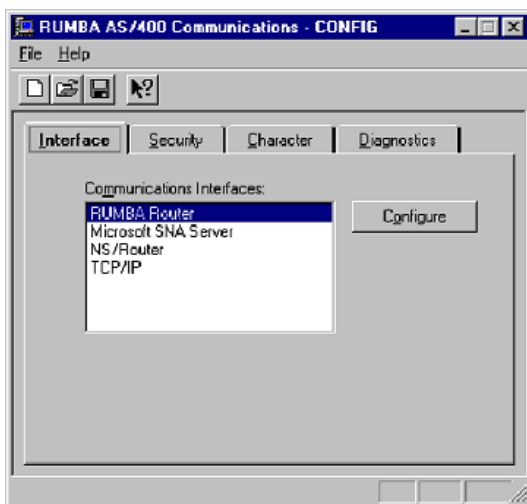 RUMBA AS/400 Communications - CONFIG
File Help
Interface Security Character Diagnostics
Communications Interfaces:
RUMBA Router
Configure
Microsoft SNA Server
NS/Router
TCP/IP